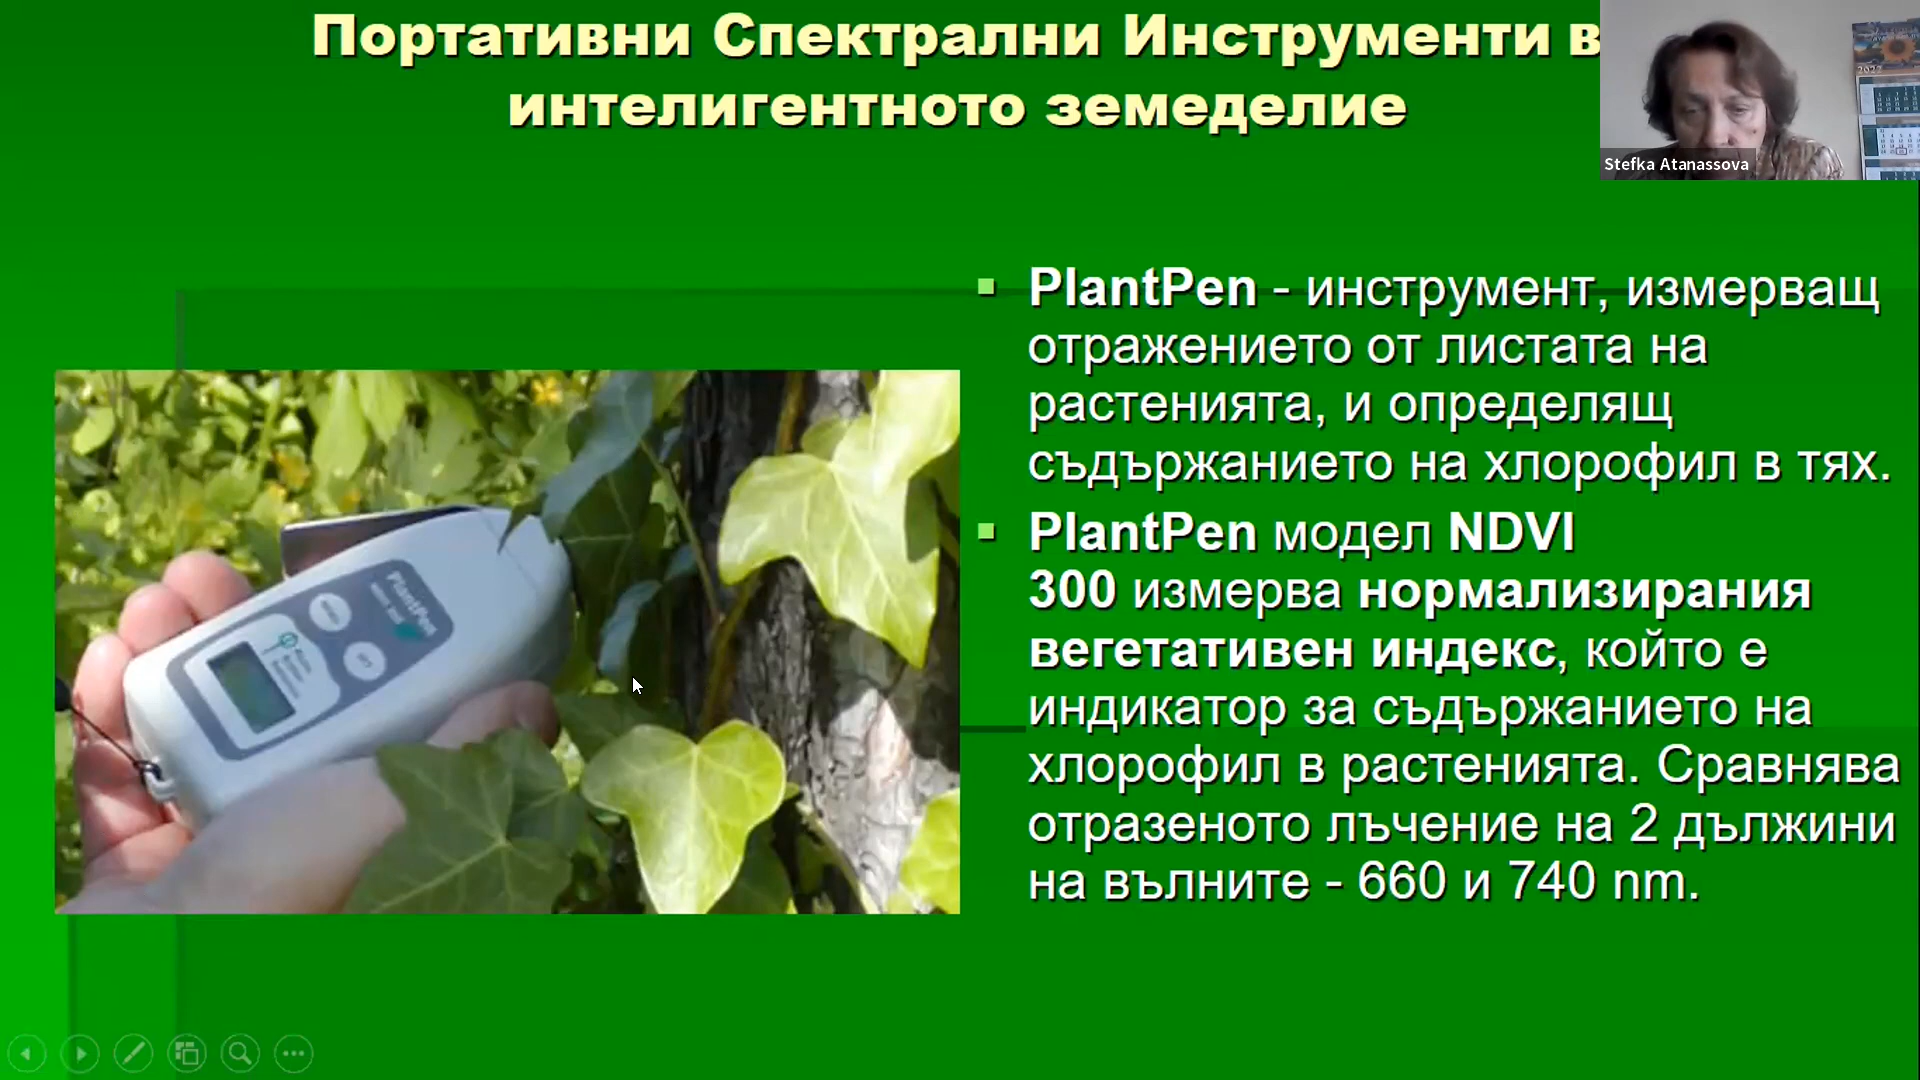 Портативни Спектрални Инструменти в
интелигентното земеделие
Stefka Atanassova
2022
PlantPen - инструмент, измерващ
отражението от листата на
растенията, и определящ
съдържанието на хлорофил в тях.
PlantPen модел NDVI
300 измерва нормализирания
вегетативен индекс, който е
индикатор за съдържанието на
хлорофил в растенията. Сравнява
отразеното лъчение на 2 дължини
на вълните - 660 и 740 nm.
PlantPen